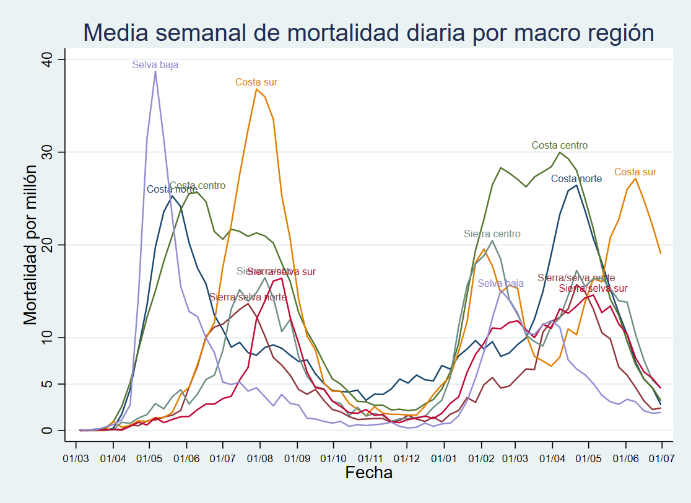 Media semanal de mortalidad diaria por macro región
Mortalidad por millón
40
30
20
10
5
0
Selva baja
Costa norte
Costa centro
Costa sur
Sierra centro
Sierra/selva sur
Sierra/selva norte
Sierra centro
Selva baja
Costa centro
Costa norte
Costa sur
Sierra/selva norte
Sierra/selva sur
01/03 01/04 01/05 01/06 01/07 01/08 01/09 01/10 01/11 01/12 01/01 01/02 01/03 01/04 01/05 01/06 01/07
Fecha